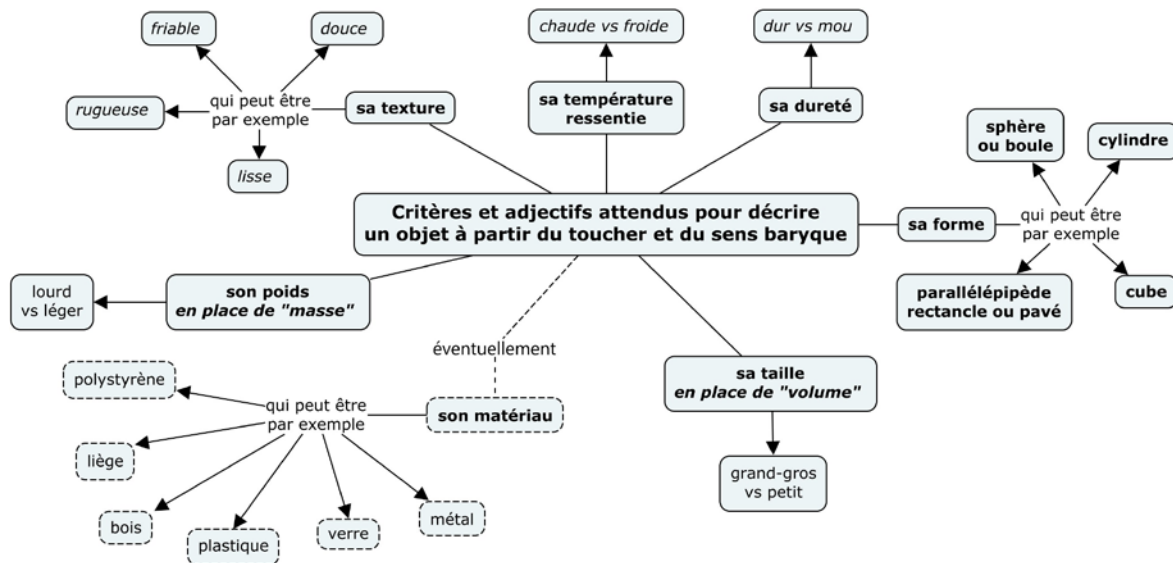 friable
douce
chaude vs froide
dur vs mou
rugueuse
qui peut être
par exemple
sa texture
lisse
sa température
ressentie
sa dureté
sphère
ou boule
cylindre
Critères et adjectifs attendus pour décrire
un objet à partir du toucher et du sens baryque
sa forme
qui peut être
par exemple
parallélépipède
rectancle ou pavé
cube
lourd
vs léger
son poids
en place de "masse"
éventuellement
sa taille
en place de "volume"
polystyrène
qui peut être
par exemple
son matériau
liège
bois
plastique
verre
métal
grand-gros
vs petit